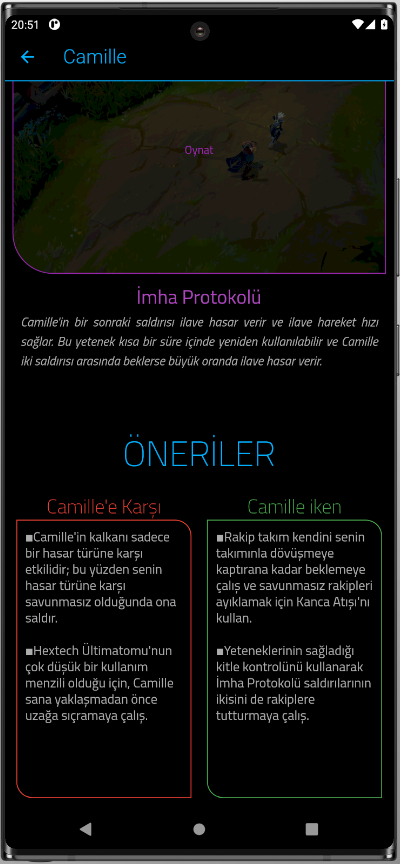 20:51
Camille
Oynat
İmha Protokolü
Camille'in bir sonraki saldırısı ilave hasar verir ve ilave hareket hızı
sağlar. Bu yetenek kısa bir süre içinde yeniden kullanılabilir ve Camille
iki saldırısı arasında beklerse büyük oranda ilave hasar verir.
ÖNERİLER
Camille'e Karşı
■Camille'in kalkanı sadece
bir hasar türüne karşı
etkilidir; bu yüzden senin
hasar türüne karşı
savunmasız olduğunda ona
saldır.
■Hextech Ültimatomu'nun
çok düşük bir kullanım
menzili olduğu için, Camille
sana yaklaşmadan önce
uzağa sıçramaya çalış.
Camille iken
■Rakip takım kendini senin
takımınla dövüşmeye
kaptırana kadar beklemeye
çalış ve savunmasız rakipleri
ayıklamak için Kanca Atışı'nı
kullan.
■Yeteneklerinin sağladığı
kitle kontrolünü kullanarak
İmha Protokolü saldırılarının
ikisini de rakiplere
tutturmaya çalış.